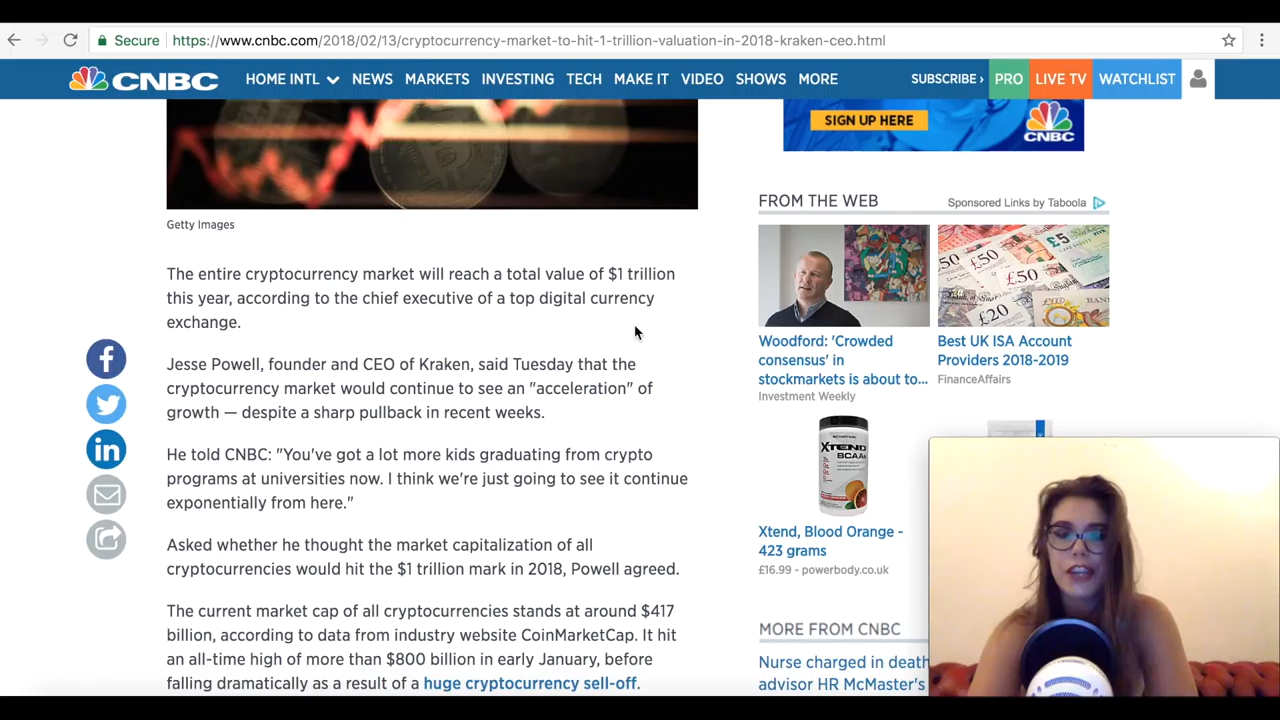 Secure
https://www.cnbc.com/2018/02/13/cryptocurrency-market-to-hit-1-trillion-valuation-in-2018-kraken-ceo.html
CNBC
HOME INTL NEWS MARKETS INVESTING TECH MAKE IT VIDEO SHOWS MORE
SUBSCRIBE › PRO LIVE TV WATCHLIST
Getty Images
The entire cryptocurrency market will reach a total value of $1 trillion
this year, according to the chief executive of a top digital currency
exchange.
Jesse Powell, founder and CEO of Kraken, said Tuesday that the
cryptocurrency market would continue to see an "acceleration" of
growth — despite a sharp pullback in recent weeks.
He told CNBC: "You've got a lot more kids graduating from crypto
programs at universities now. I think we're just going to see it continue
exponentially from here."
Asked whether he thought the market capitalization of all
cryptocurrencies would hit the $1 trillion mark in 2018, Powell agreed.
The current market cap of all cryptocurrencies stands at around $417
billion, according to data from industry website CoinMarketCap. It hit
an all-time high of more than $800 billion in early January, before
falling dramatically as a result of a huge cryptocurrency sell-off.
SIGN UP HERE
CNBC
FROM THE WEB
Sponsored Links by Taboola
£5
£50
£50
£20
£10
Woodford: 'Crowded
consensus' in
stockmarkets is about to...
Investment Weekly
Best UK ISA Account
Providers 2018-2019
FinanceAffairs
XTEND
BCAAs
Xtend, Blood Orange -
423 grams
£16.99 - powerbody.co.uk
MORE FROM CNBC
Nurse charged in death
advisor HR McMaster's